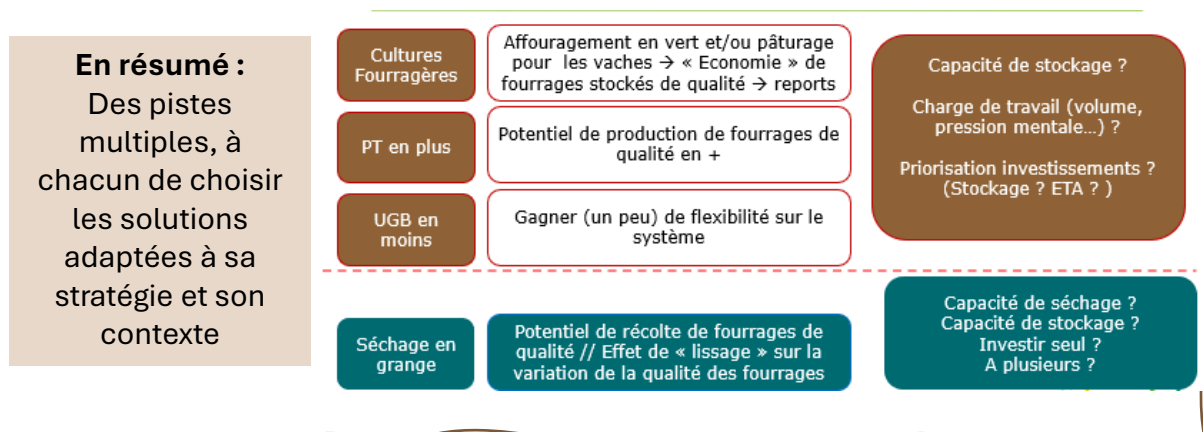 En résumé :
Des pistes
multiples, à
chacun de choisir
les solutions
adaptées à sa
stratégie et son
contexte
Cultures
Fourragères
Affouragement en vert et/ou pâturage
pour les vaches → « Economie » de
fourrages stockés de qualité → reports
PT en plus
Potentiel de production de fourrages de
qualité en +
UGB en
moins
Gagner (un peu) de flexibilité sur le
système
Capacité de stockage ?
Charge de travail (volume,
pression mentale…) ?
Priorisation investissements ?
(Stockage ? ETA ? )
Séchage en
grange
Potentiel de récolte de fourrages de
qualité // Effet de « lissage » sur la
variation de la qualité des fourrages
Capacité de séchage ?
Capacité de stockage ?
Investir seul ?
A plusieurs ?